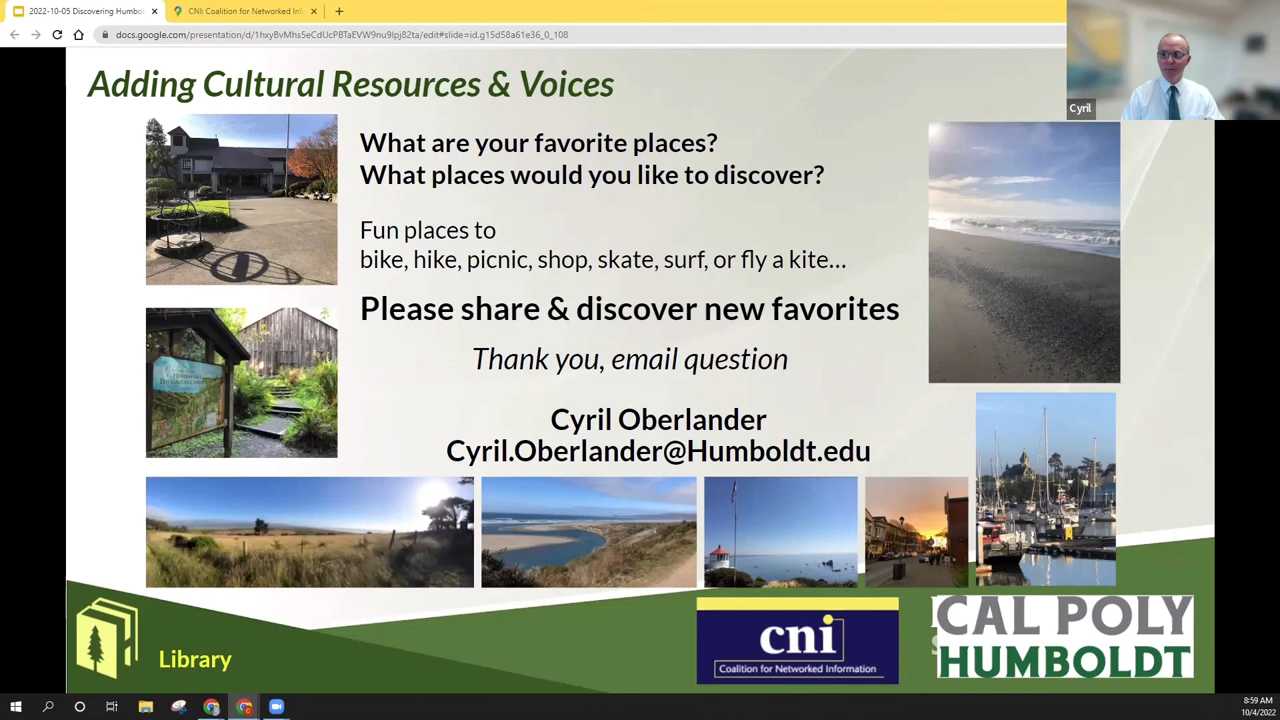 2022-10-05 Discovering Humbol
CNI: Coalition for Networked Inf
docs.google.com/presentation/d/1hxyBvMhs5eCdUcPBTaEVW9nu9lpj82ta/edit#slide=id.g15d58a61e36_0_108
Cyril
Adding Cultural Resources & Voices
What are your favorite places?
What places would you like to discover?
Fun places to
bike, hike, picnic, shop, skate, surf, or fly a kite...
Please share & discover new favorites
Thank you, email question
Cyril Oberlander
Cyril.Oberlander@Humboldt.edu
Library
cni
Coalition for Networked Information
CAL POLY
HUMBOLDT
8:59 AM
10/4/2022